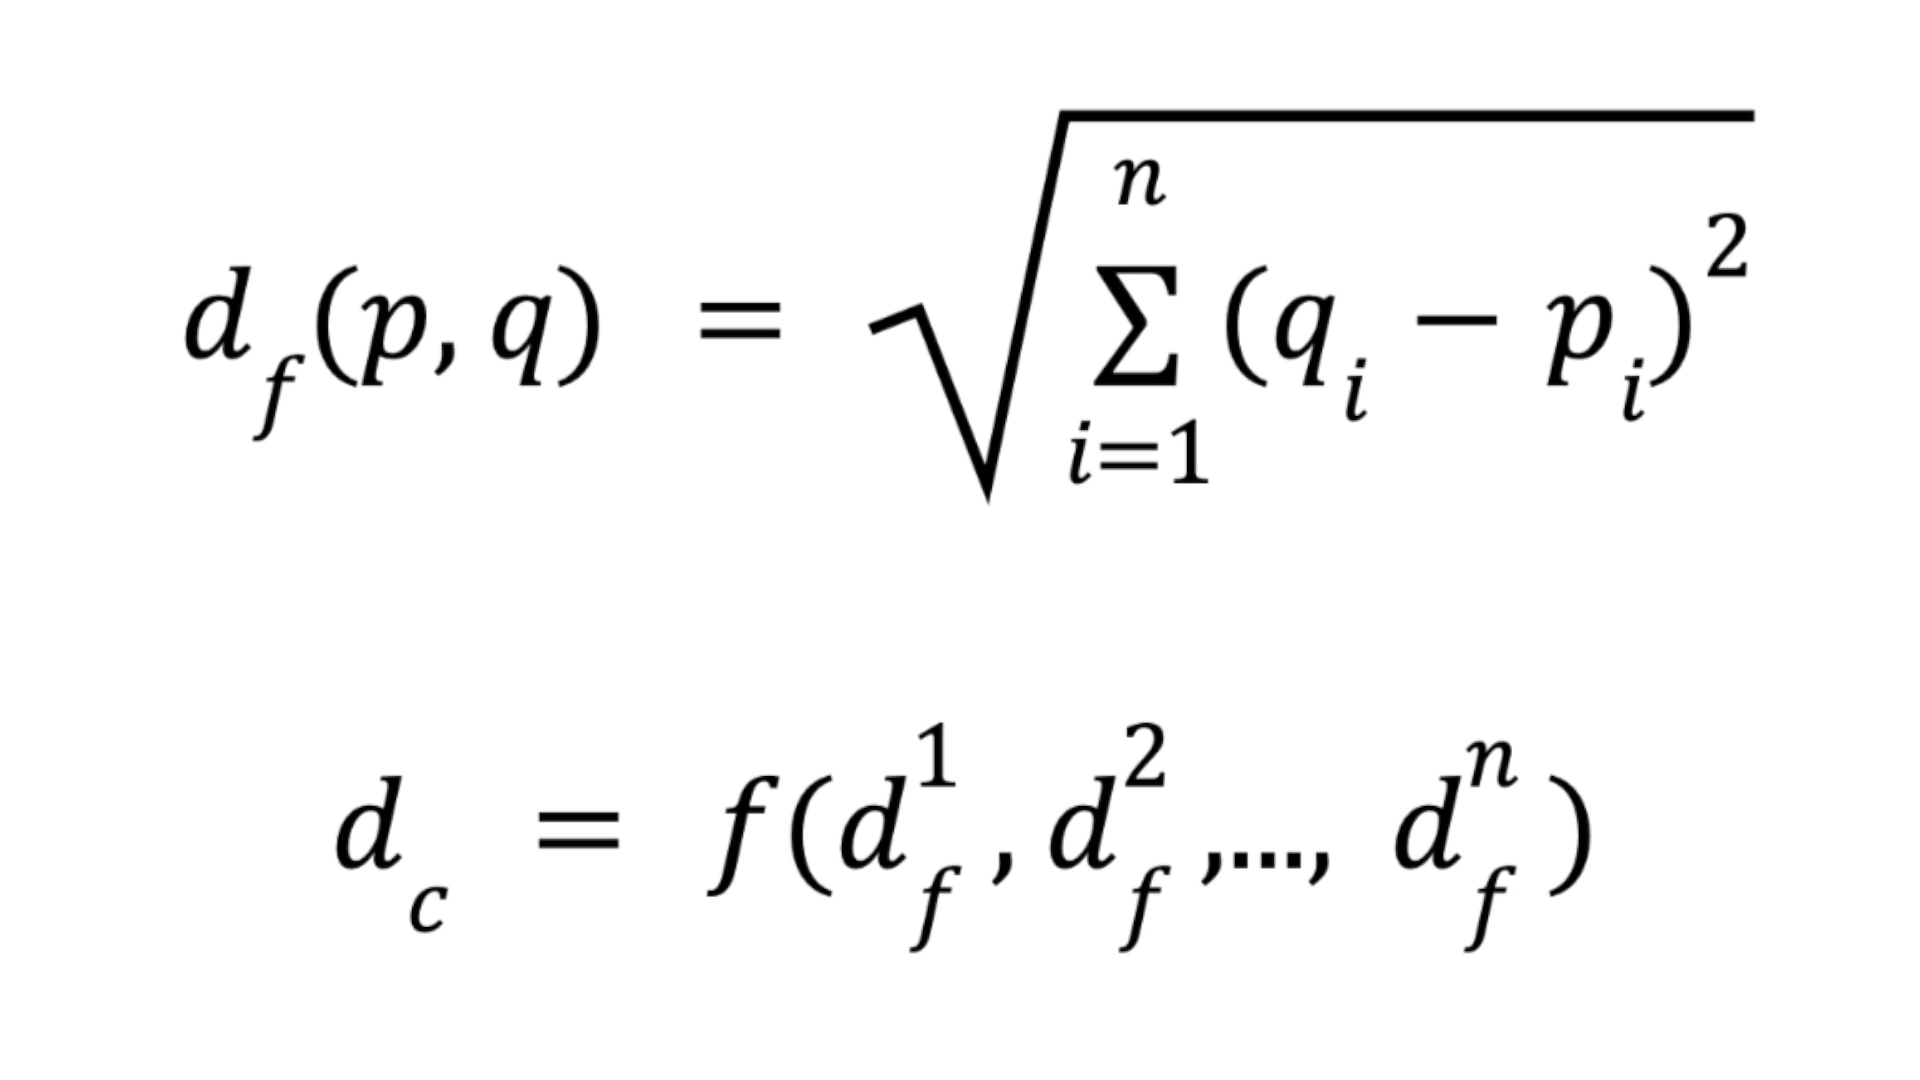 d_f(p, q) = √(∑_{i=1}^{n} (q_i − p_i)^2)
d_c = f(d_f^1, d_f^2,..., d_f^n)